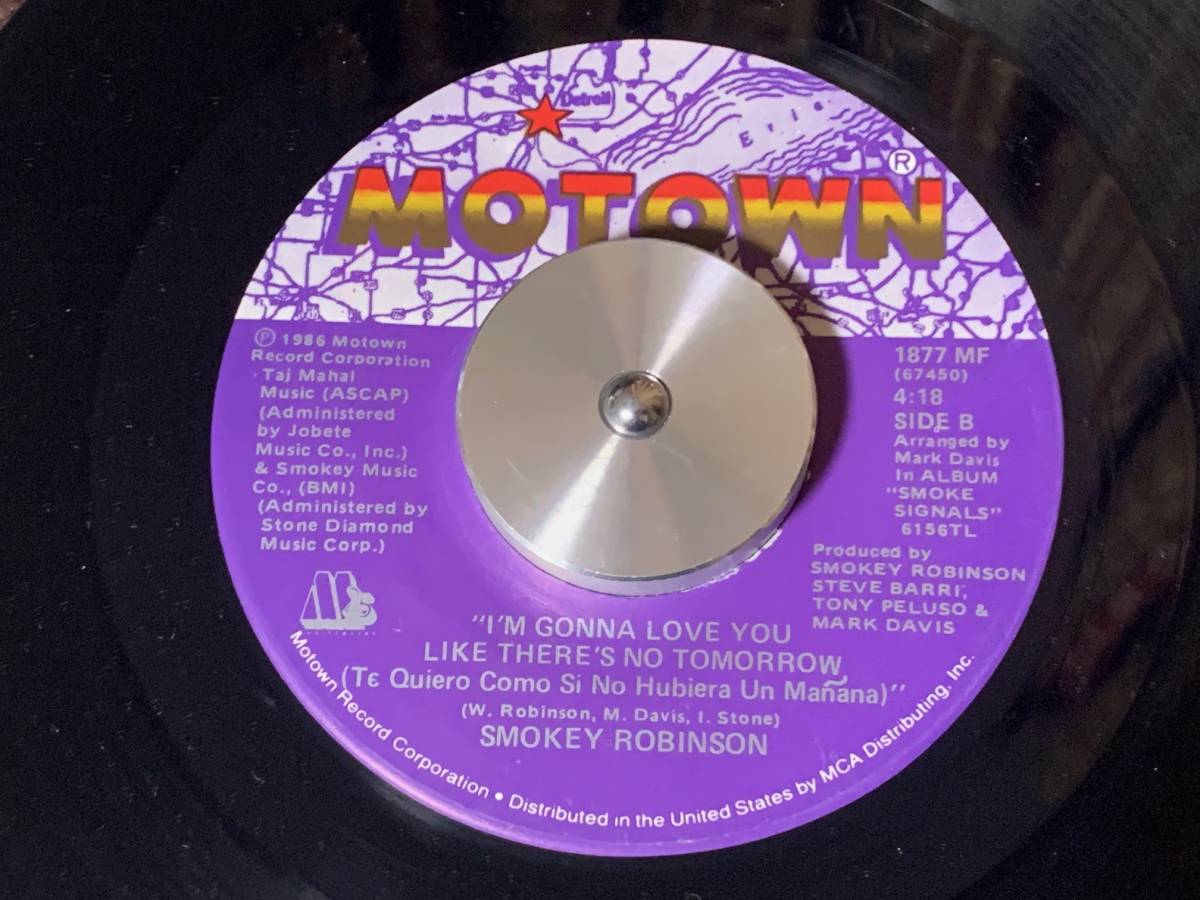 Detroit
Erie
MOTOWN ®
℗ 1986 Motown
Record Corporation
Taj Mahal
Music (ASCAP)
(Administered
by Jobete
Music Co., Inc.)
& Smokey Music
Co., (BMI)
(Administered by
Stone Diamond
Music Corp.)
1877 MF
(67450)
4:18
SIDE B
Arranged by
Mark Davis
In ALBUM
"SMOKE
SIGNALS"
6156TL
Produced by
SMOKEY ROBINSON
STEVE BARRI,
TONY PELUSO &
MARK DAVIS
"I'M GONNA LOVE YOU
LIKE THERE'S NO TOMORROW
(Te Quiero Como Si No Hubiera Un Mañana)"
(W. Robinson, M. Davis, I. Stone)
SMOKEY ROBINSON
Motown Record Corporation • Distributed in the United States by MCA Distributing, Inc.